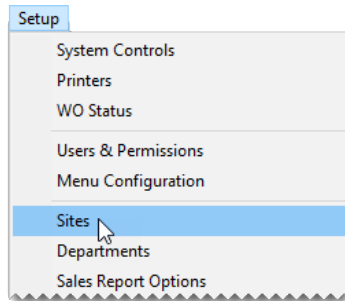 Setup
System Controls
Printers
WO Status
Users & Permissions
Menu Configuration
Sites
Departments
Sales Report Options